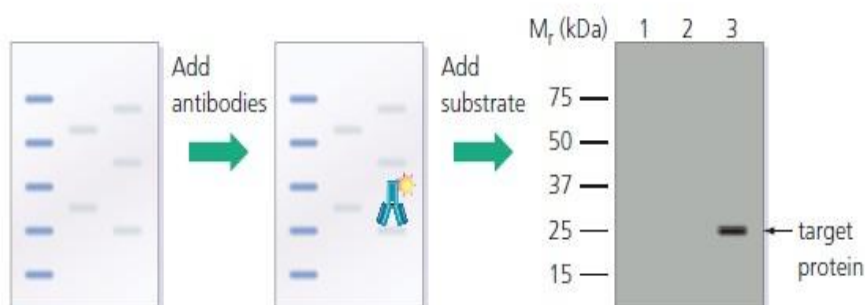 Add
antibodies
Add
substrate
Mr (kDa) 1 2 3
75
50
37
25
15
target
protein